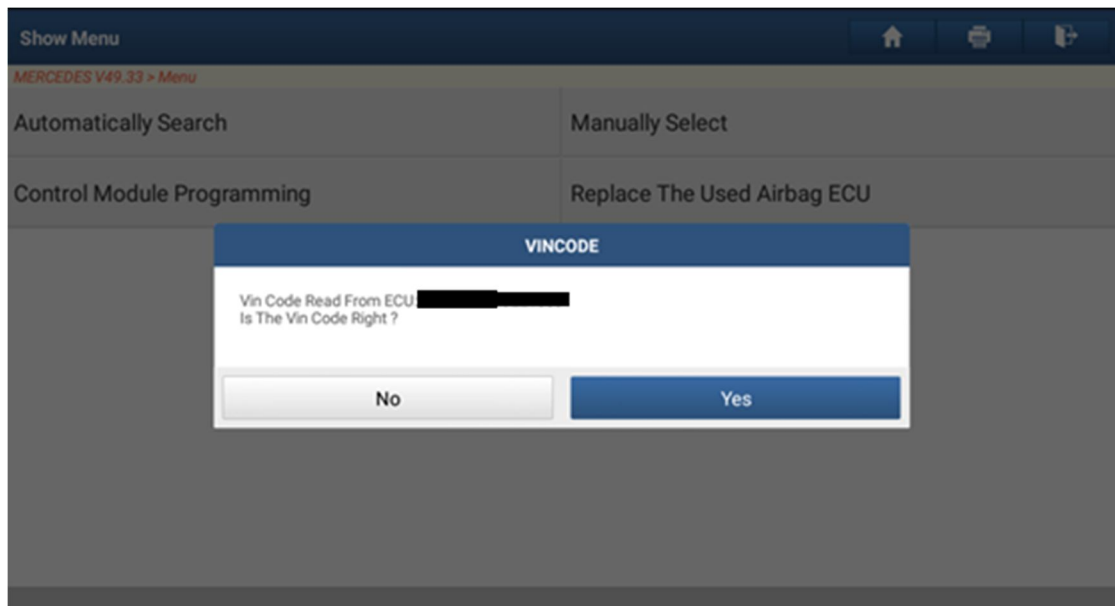 Show Menu
MERCEDES V49.33 > Menu
Automatically Search
Manually Select
Control Module Programming
Replace The Used Airbag ECU
VINCODE
Vin Code Read From ECU:
Is The Vin Code Right ?
No
Yes